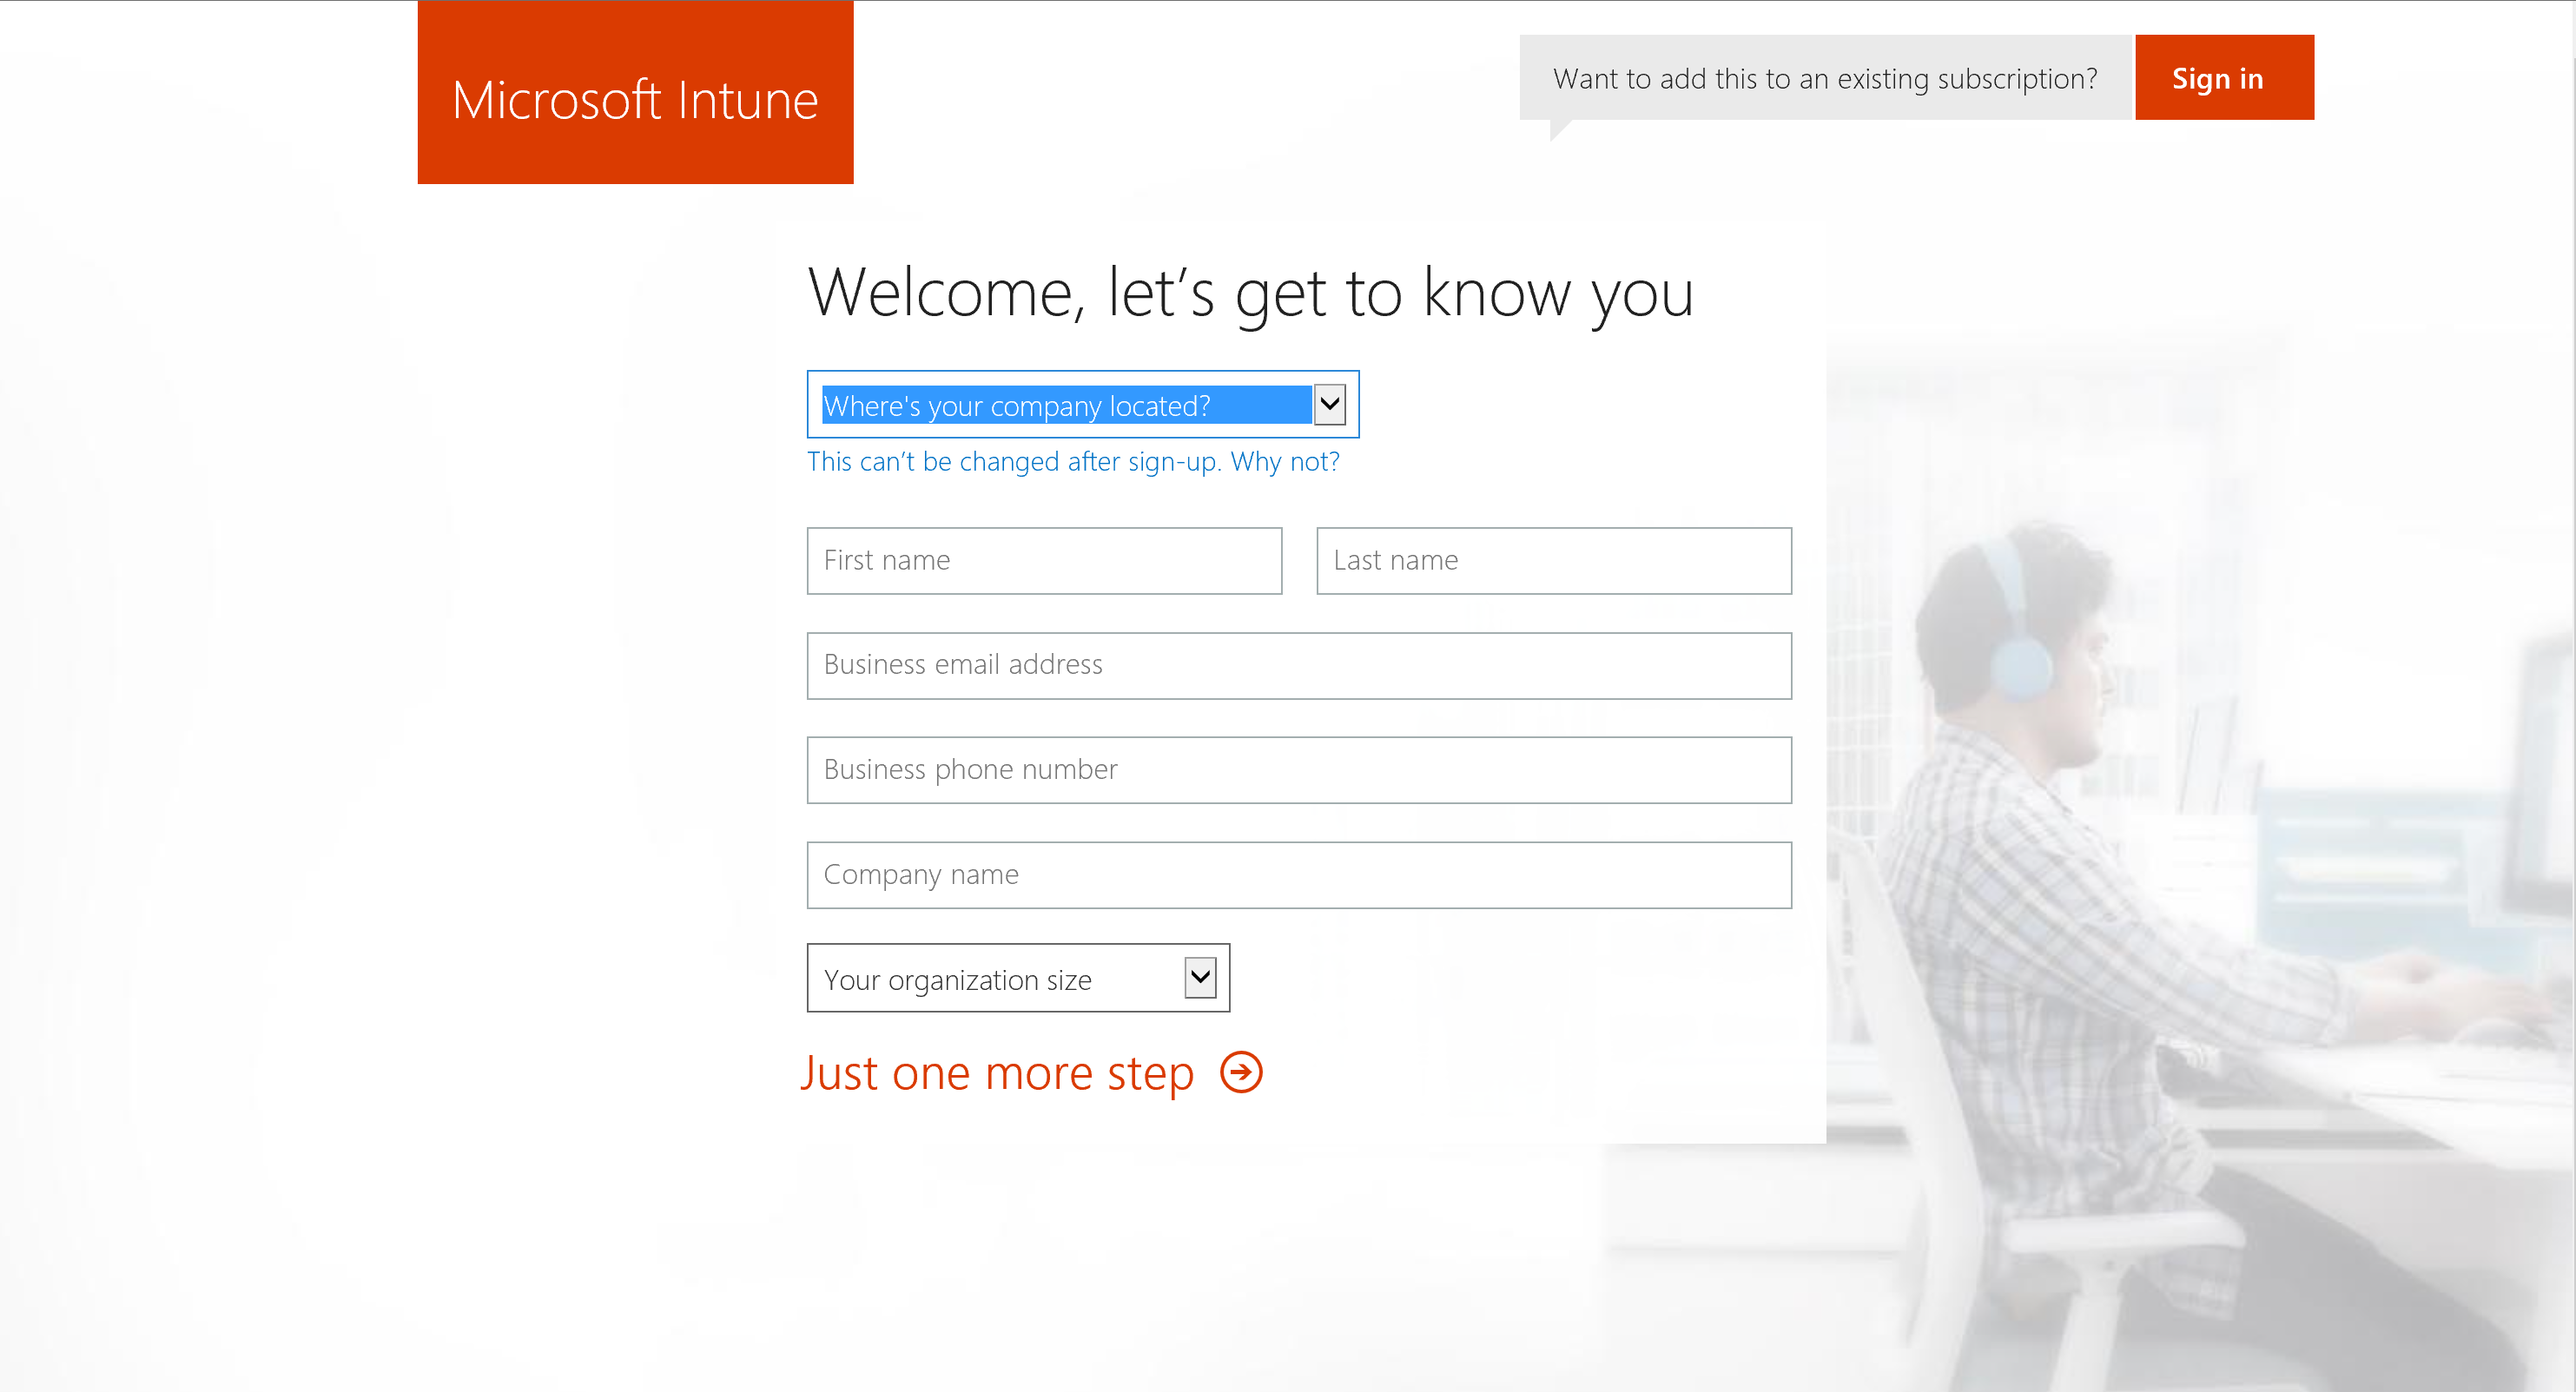 Microsoft Intune
Want to add this to an existing subscription?
Sign in
Welcome, let’s get to know you
Where's your company located?
This can’t be changed after sign-up. Why not?
First name
Last name
Business email address
Business phone number
Company name
Your organization size
Just one more step